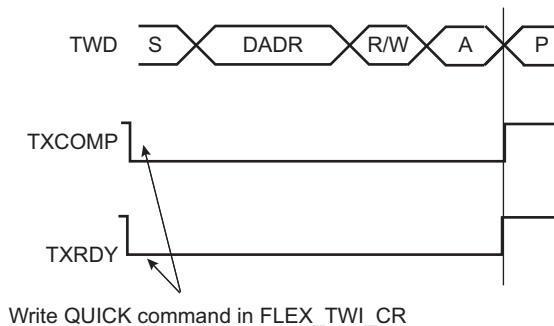 TWD S DADR R/W A P
TXCOMP
TXRDY
Write QUICK command in FLEX_TWI_CR